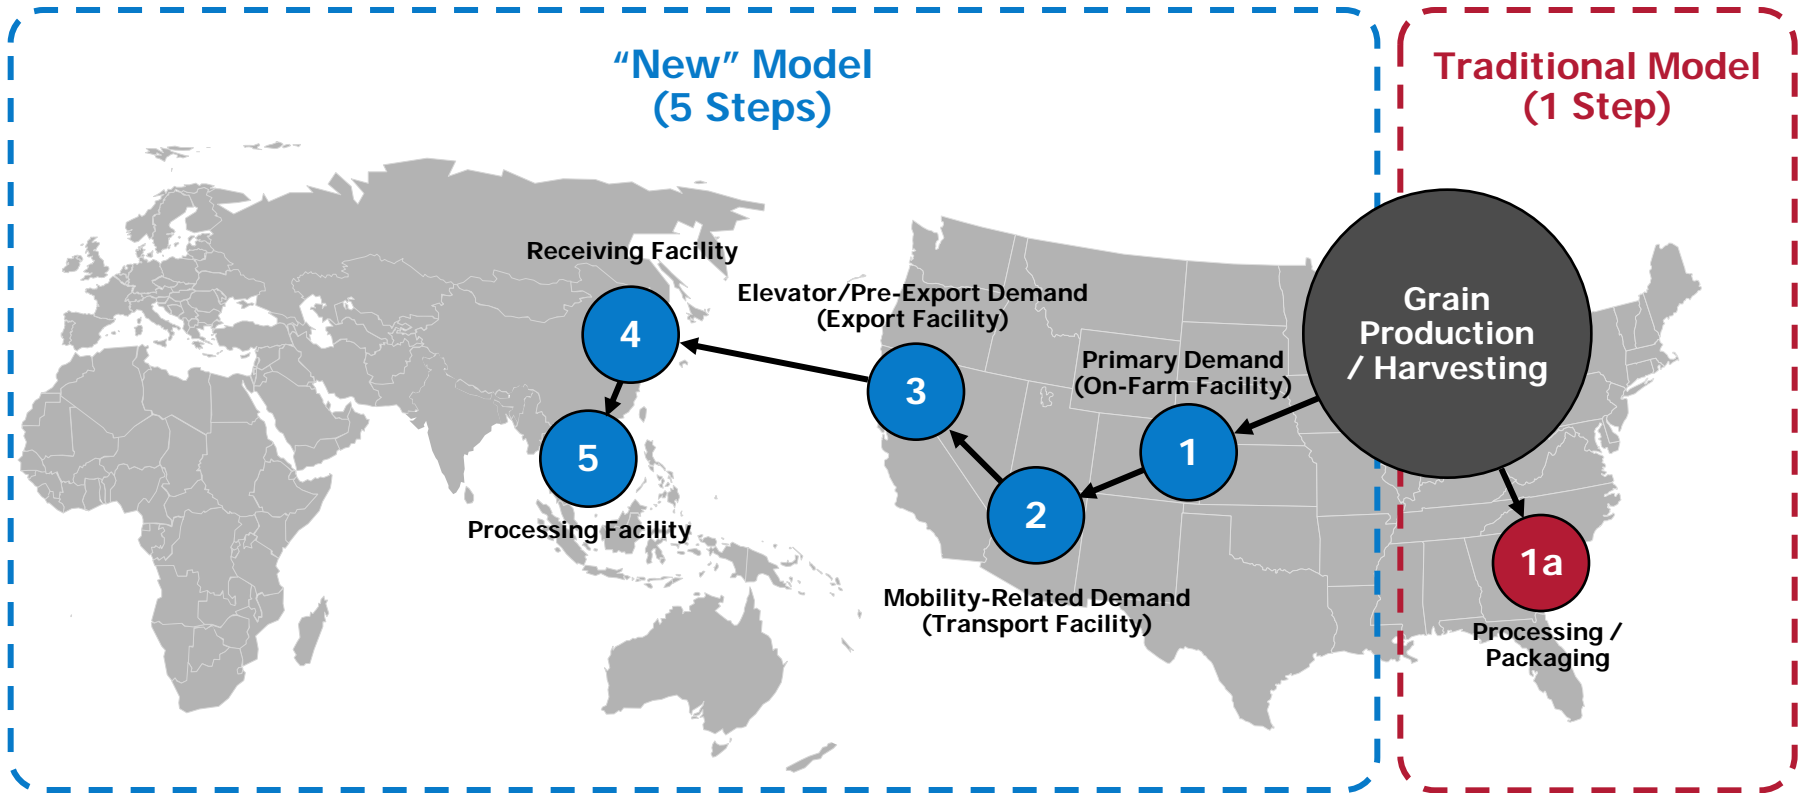 “New” Model
(5 Steps)
Traditional Model
(1 Step)
Receiving Facility
4
5
Processing Facility
Elevator/Pre-Export Demand
(Export Facility)
3
Primary Demand
(On-Farm Facility)
1
2
Mobility-Related Demand
(Transport Facility)
Grain
Production
/ Harvesting
1a
Processing /
Packaging